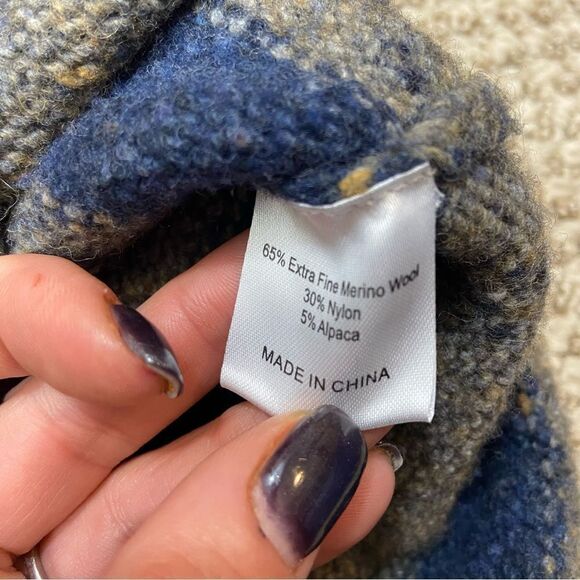 65% Extra Fine Merino Wool
30% Nylon
5% Alpaca
MADE IN CHINA